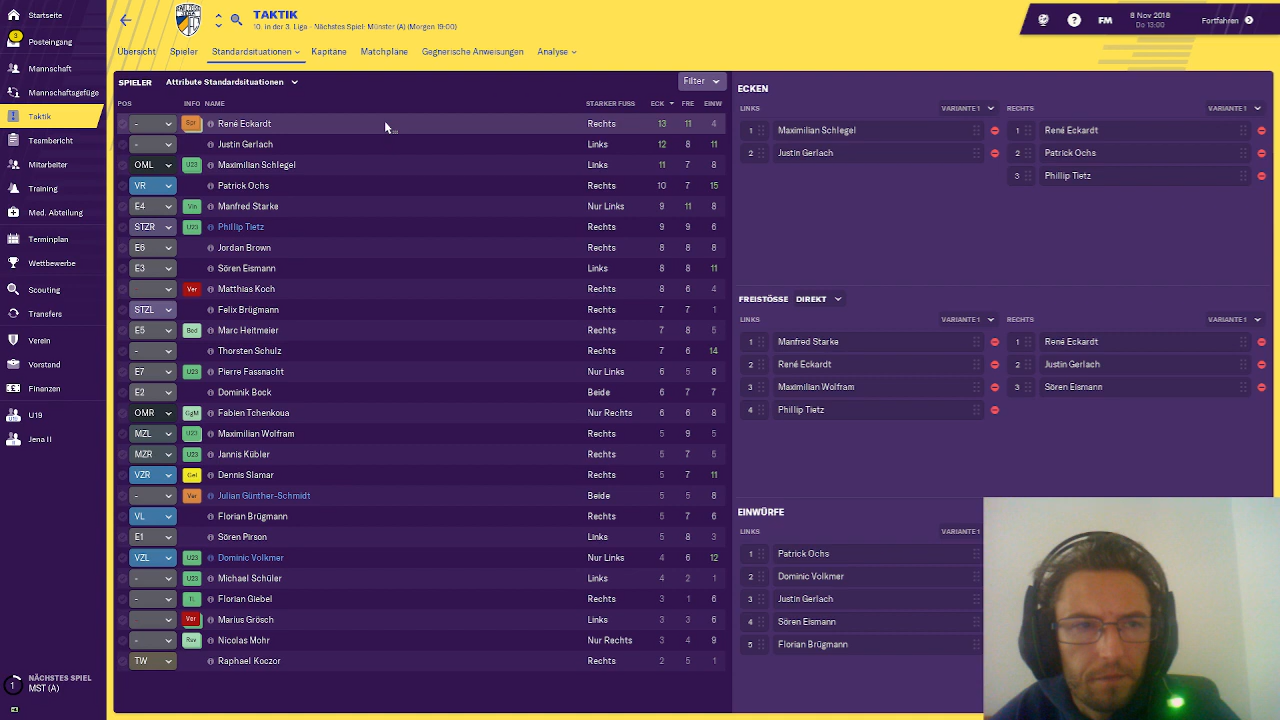 Startseite
TAKTIK
10. in der 3. Liga - Nächstes Spiel: Münster (A) (Morgen 19:00)
FM
8 Nov 2018
Do 13:00
Fortfahren
3
Posteingang
Mannschaft
Mannschaftsgefüge
Taktik
Teambericht
Mitarbeiter
Training
Med. Abteilung
Terminplan
Wettbewerbe
Scouting
Transfers
Verein
Vorstand
Finanzen
U19
Jena II
1 NÄCHSTES SPIEL
MST (A)
Übersicht Spieler Standardsituationen Kapitäne Matchpläne Gegnerische Anweisungen Analyse
SPIELER Attribute Standardsituationen Filter
POS INFO NAME STARKER FUSS ECK FRE EINW
- Spr René Eckardt Rechts 13 11 4
- Justin Gerlach Links 12 8 11
OML U23 Maximilian Schlegel Links 11 7 8
VR Patrick Ochs Rechts 10 7 15
E4 Vin Manfred Starke Nur Links 9 11 8
STZR U23 Phillip Tietz Rechts 9 9 6
E6 Jordan Brown Rechts 8 8 8
E3 Sören Eismann Links 8 8 11
- Ver Matthias Koch Rechts 8 6 4
STZL Felix Brügmann Rechts 7 7 1
E5 Bed Marc Heitmeier Rechts 7 8 5
- Thorsten Schulz Rechts 7 6 14
E7 U23 Pierre Fassnacht Nur Links 6 5 8
E2 Dominik Bock Beide 6 7 7
OMR GgM Fabien Tchenkoua Nur Rechts 6 6 8
MZL U23 Maximilian Wolfram Rechts 5 9 5
MZR U23 Jannis Kübler Rechts 5 7 5
VZR Gel Dennis Slamar Rechts 5 7 11
- Ver Julian Günther-Schmidt Beide 5 5 8
VL Florian Brügmann Rechts 5 7 6
E1 Sören Pirson Links 5 8 3
VZL U23 Dominic Volkmer Nur Links 4 6 12
- U23 Michael Schüler Links 4 2 1
- TL Florian Giebel Rechts 3 1 6
- Ver Marius Grösch Links 3 3 6
- Nicolas Mohr Nur Rechts 3 4 9
TW Raphael Koczor Rechts 2 5 1
ECKEN
LINKS VARIANTE 1
1 Maximilian Schlegel
2 Justin Gerlach
RECHTS VARIANTE 1
1 René Eckardt
2 Patrick Ochs
3 Phillip Tietz
FREISTÖSSE DIREKT
LINKS VARIANTE 1
1 Manfred Starke
2 René Eckardt
3 Maximilian Wolfram
4 Phillip Tietz
RECHTS VARIANTE 1
1 René Eckardt
2 Justin Gerlach
3 Sören Eismann
EINWÜRFE
LINKS VARIANTE 1
1 Patrick Ochs
2 Dominic Volkmer
3 Justin Gerlach
4 Sören Eismann
5 Florian Brügmann